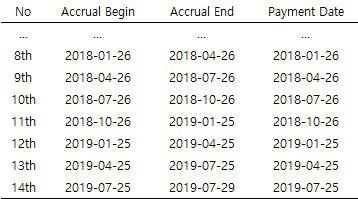 No Accrual Begin Accrual End Payment Date
... ... ... ...
8th 2018-01-26 2018-04-26 2018-01-26
9th 2018-04-26 2018-07-26 2018-04-26
10th 2018-07-26 2018-10-26 2018-07-26
11th 2018-10-26 2019-01-25 2018-10-26
12th 2019-01-25 2019-04-25 2019-01-25
13th 2019-04-25 2019-07-25 2019-04-25
14th 2019-07-25 2019-07-29 2019-07-25